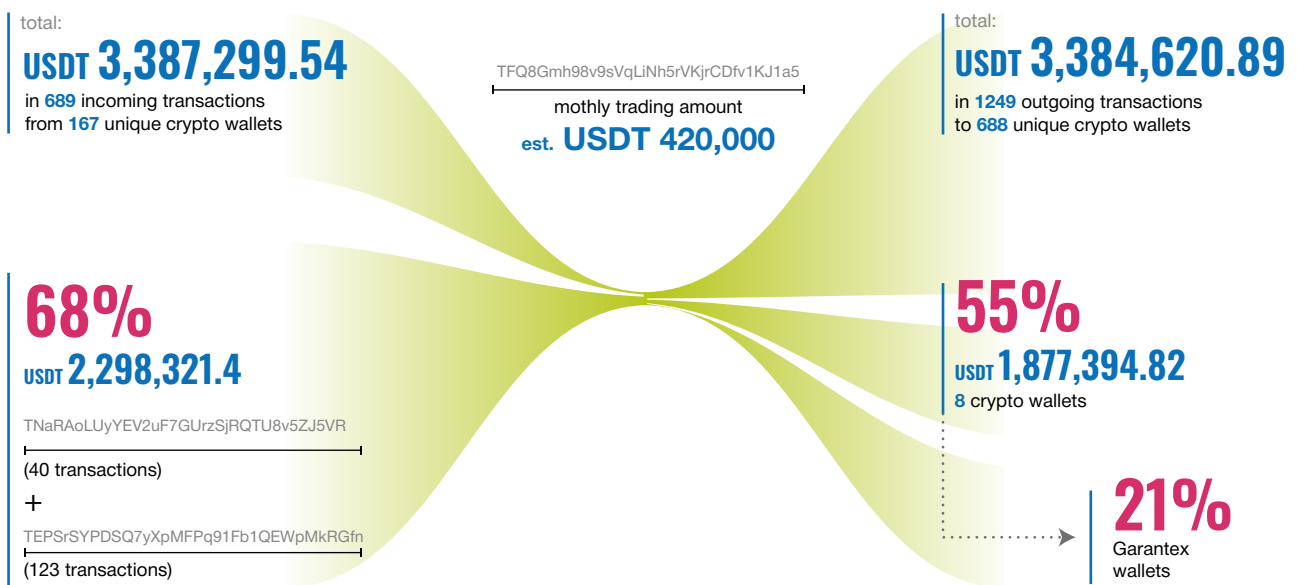 total:
USDT 3,387,299.54
in 689 incoming transactions
from 167 unique crypto wallets
TFQ8Gmh98v9sVqLiNh5rVKjrCDfv1KJ1a5
mothly trading amount
est. USDT 420,000
total:
USDT 3,384,620.89
in 1249 outgoing transactions
to 688 unique crypto wallets
68%
USDT 2,298,321.4
TNaRAoLUyYEV2uF7GUrzSjRQTU8v5ZJ5VR
(40 transactions)
+
TEPSrSYPDSQ7yXpMFPq91Fb1QEWpMkRGfn
(123 transactions)
55%
USDT 1,877,394.82
8 crypto wallets
21%
Garantex
wallets